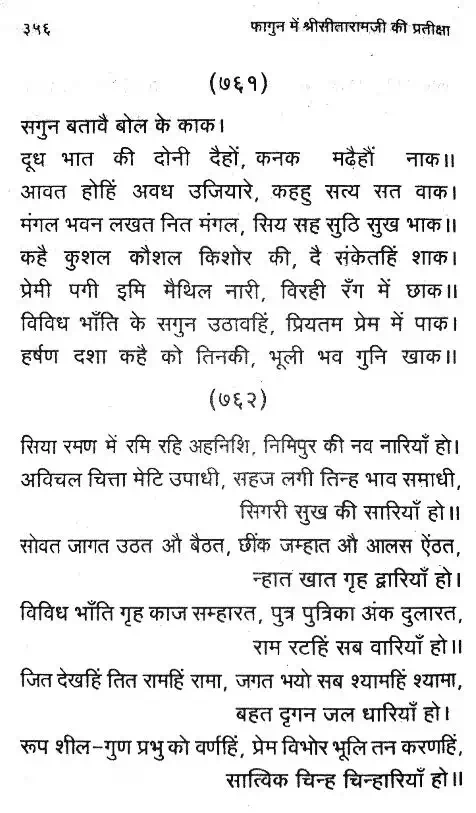 ३५६ फागुन में श्रीसीतारामजी की प्रतीक्षा
(७६१)
सगुन बतावै बोल के काक।
दूध भात की दोनी दैहों, कनक मढ़ैहौं नाक॥
आवत होहिं अवध उजियारे, कहहु सत्य सत वाक।
मंगल भवन लखत नित मंगल, सिय सह सुठि सुख भाक॥
कहै कुशल कौशल किशोर की, दै संकेतहिं शाक।
प्रेमी पगी इमि मैथिल नारी, विरही रँग में छाक॥
विविध भाँति के सगुन उठावहिं, प्रियतम प्रेम में पाक।
हर्षण दशा कहै को तिनकी, भूली भव गुनि खाक॥
(७६२)
सिया रमण में रमि रहि अहनिशि, निमिपुर की नव नारियाँ हो।
अविचल चित्ता मेटि उपाधी, सहज लगी तिन्ह भाव समाधी,
सिगरी सुख की सारियाँ हो॥
सोवत जागत उठत औ बैठत, छींक जम्हात औ आलस ऐंठत,
न्हात खात गृह द्वारियाँ हो।
विविध भाँति गृह काज सम्हारत, पुत्र पुत्रिका अंक दुलारत,
राम रटहिं सब वारियाँ हो॥
जित देखहिं तित रामहिं रामा, जगत भयो सब श्यामहिं श्यामा,
बहत दृगन जल धारियाँ हो।
रूप शील-गुण प्रभु को वर्णहिं, प्रेम विभोर भूलि तन करणहिं,
सात्विक चिन्ह चिन्हारियाँ हो॥